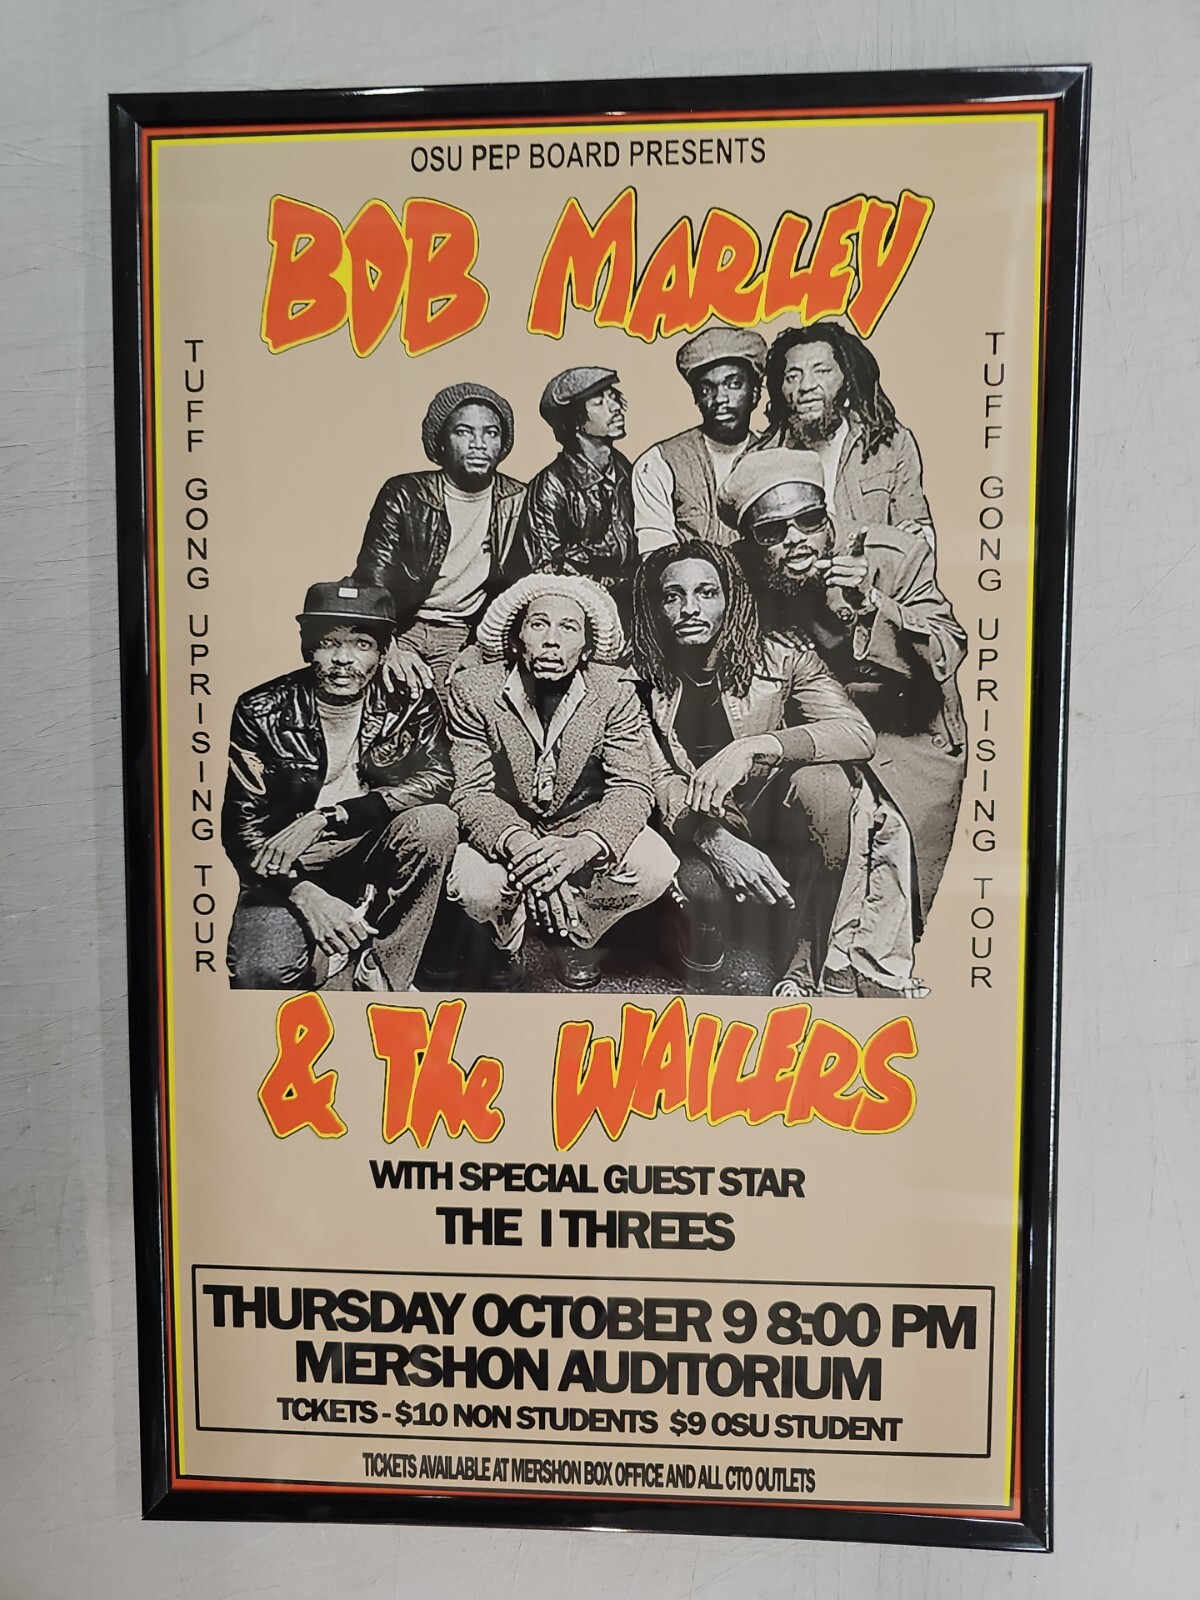 OSU PEP BOARD PRESENTS
BOB MARLEY
TUFF GONG UPRISING TOUR
TUFF GONG UPRISING TOUR
& The WAILERS
WITH SPECIAL GUEST STAR
THE I THREES
THURSDAY OCTOBER 9 8:00 PM
MERSHON AUDITORIUM
TCKETS - $10 NON STUDENTS $9 OSU STUDENT
TICKETS AVAILABLE AT MERSHON BOX OFFICE AND ALL CTO OUTLETS